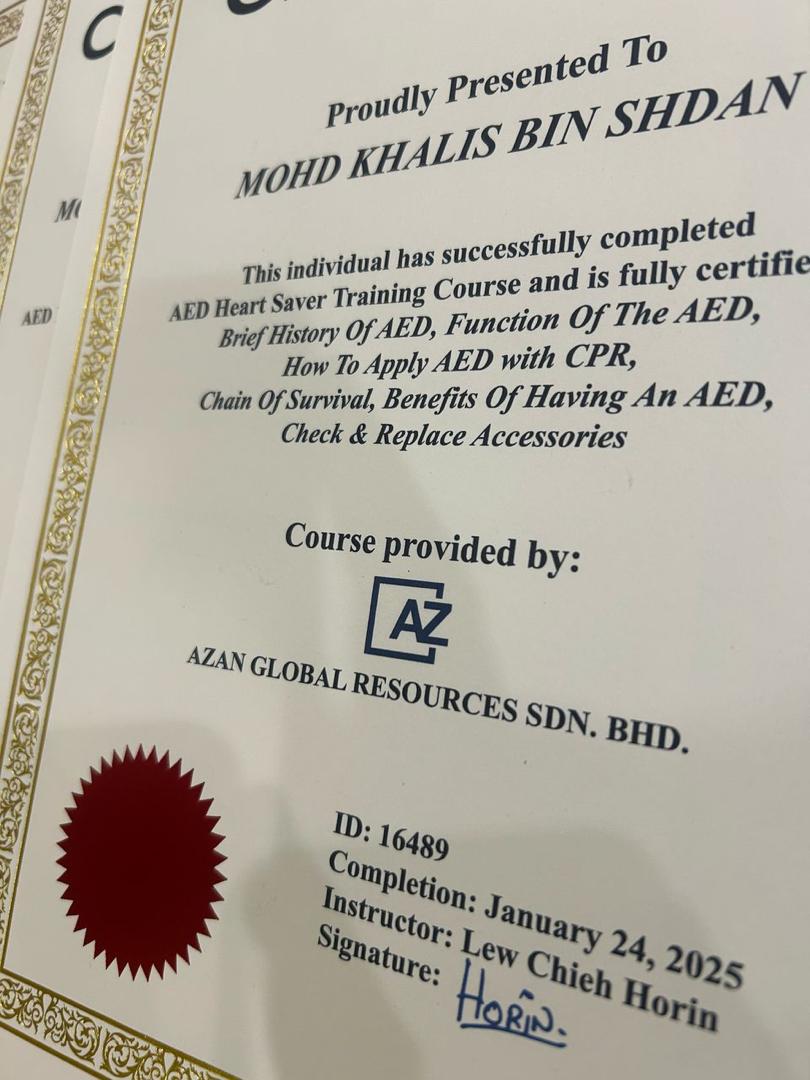 Proudly Presented To
MOHD KHALIS BIN SHDAN
This individual has successfully completed
AED Heart Saver Training Course and is fully certifie
Brief History Of AED, Function Of The AED,
How To Apply AED with CPR,
Chain Of Survival, Benefits Of Having An AED,
Check & Replace Accessories
Course provided by:
AZ
AZAN GLOBAL RESOURCES SDN. BHD.
ID: 16489
Completion: January 24, 2025
Instructor: Lew Chieh Horin
Signature: HORIN.
C
M
AED